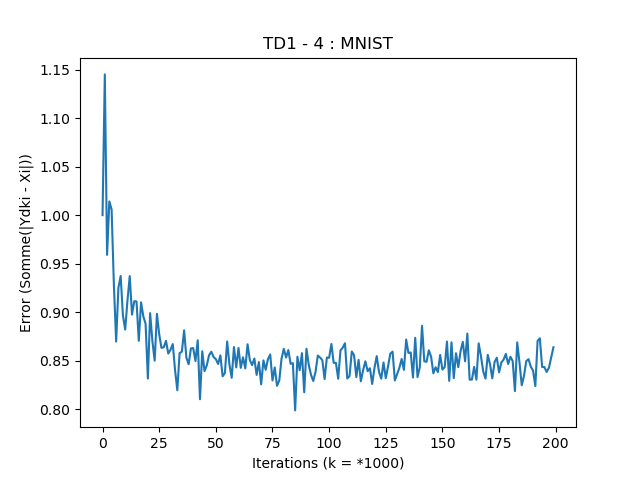 TD1 - 4 : MNIST
Error (Somme(|Ydki - Xi|))
1.15
1.10
1.05
1.00
0.95
0.90
0.85
0.80
0 25 50 75 100 125 150 175 200
Iterations (k = *1000)